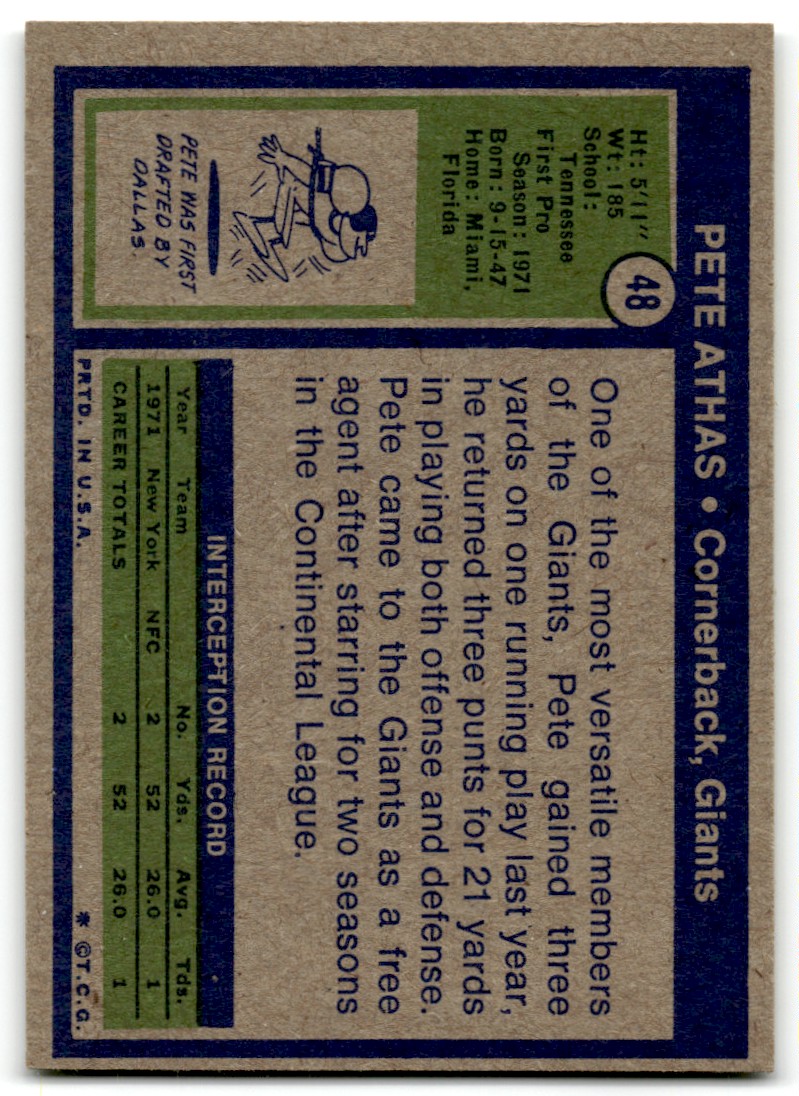 PETE ATHAS • Cornerback, Giants
48
Ht: 5'11"
Wt: 185
School:
Tennessee
First Pro
Season: 1971
Born: 9-15-47
Home: Miami,
Florida
PETE WAS FIRST
DRAFTED BY
DALLAS.
One of the most versatile members
of the Giants, Pete gained three
yards on one running play last year,
he returned three punts for 21 yards
in playing both offense and defense.
Pete came to the Giants as a free
agent after starring for two seasons
in the Continental League.
INTERCEPTION RECORD
Year Team No. Yds. Avg. Tds.
1971 New York NFC 2 52 26.0 1
CAREER TOTALS 2 52 26.0 1
PRTD. IN U.S.A. * ©T.C.G.